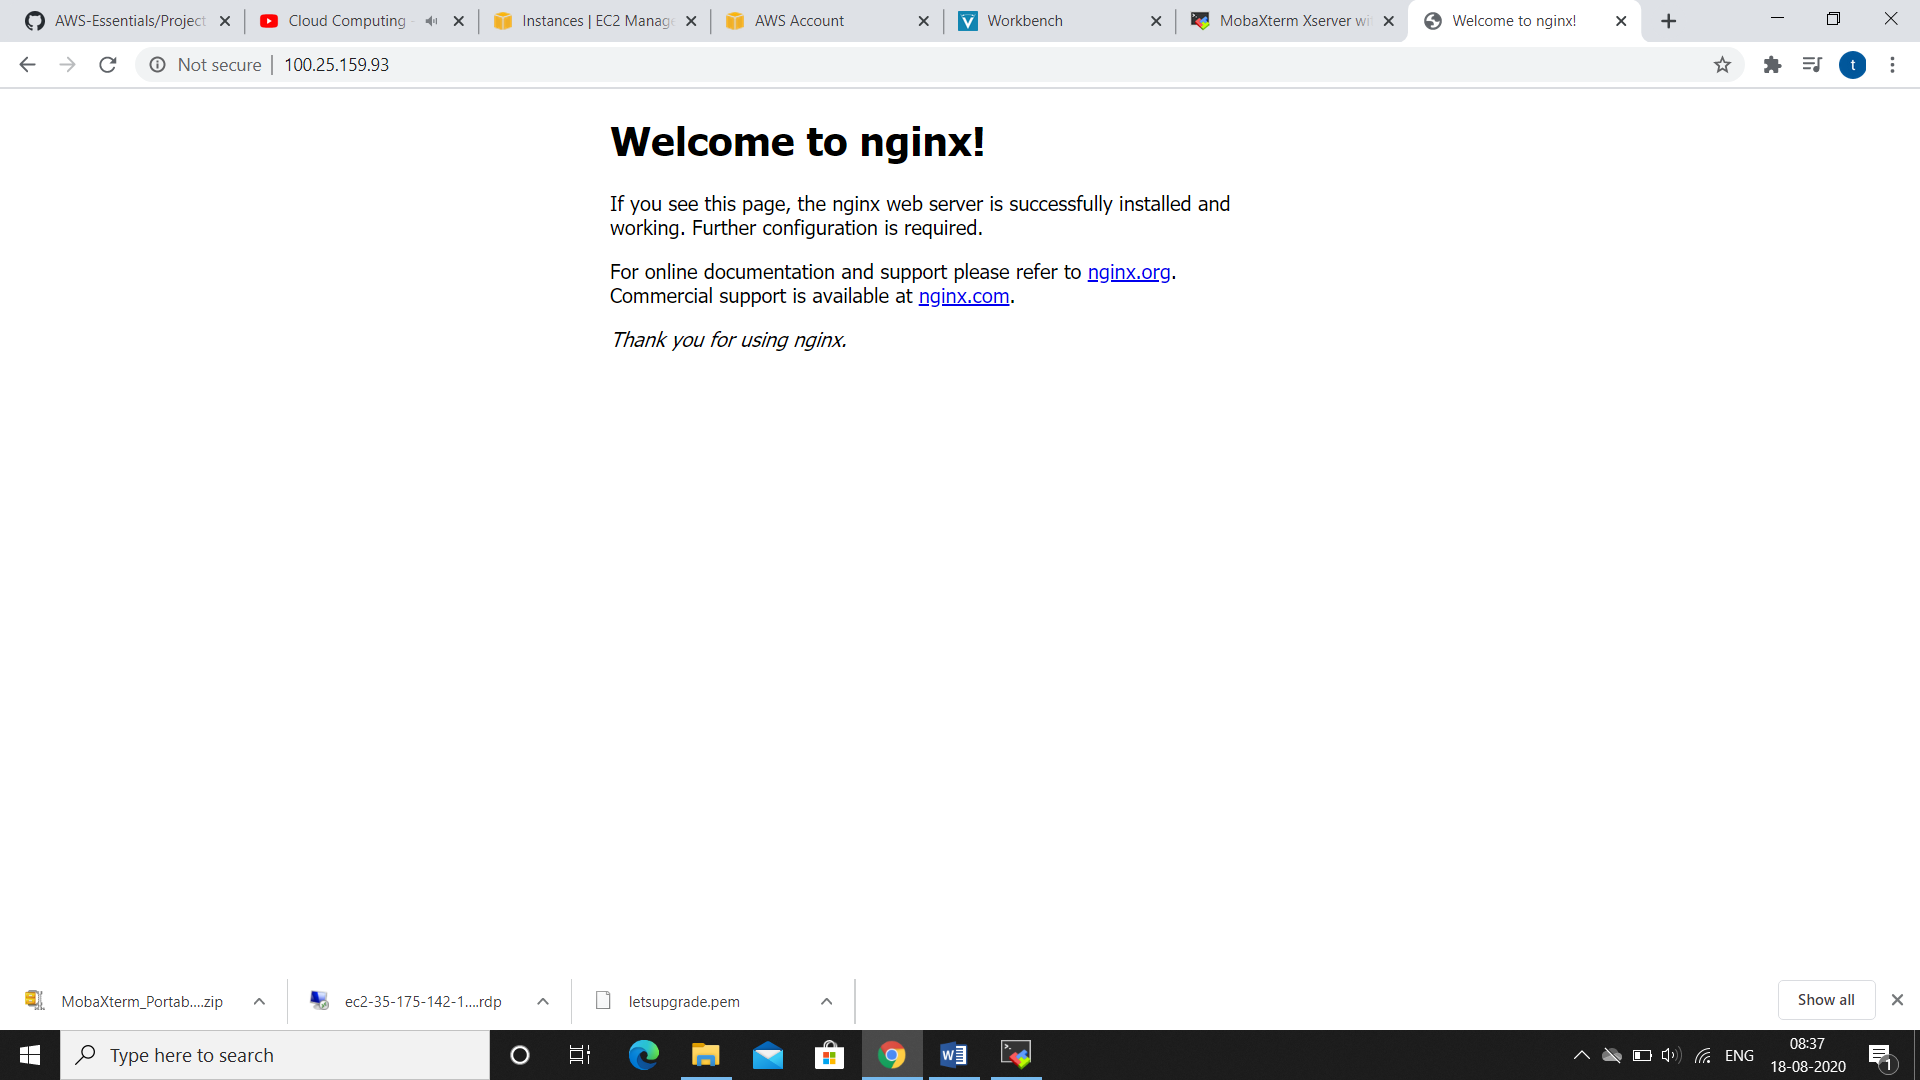 AWS-Essentials/Project
Cloud Computing -
Instances | EC2 Manage
AWS Account
Workbench
MobaXterm Xserver wi
Welcome to nginx!
Not secure | 100.25.159.93
t
Welcome to nginx!
If you see this page, the nginx web server is successfully installed and
working. Further configuration is required.
For online documentation and support please refer to nginx.org.
Commercial support is available at nginx.com.
Thank you for using nginx.
MobaXterm_Portab....zip
ec2-35-175-142-1....rdp
letsupgrade.pem
Show all
Type here to search
ENG
08:37
18-08-2020
1